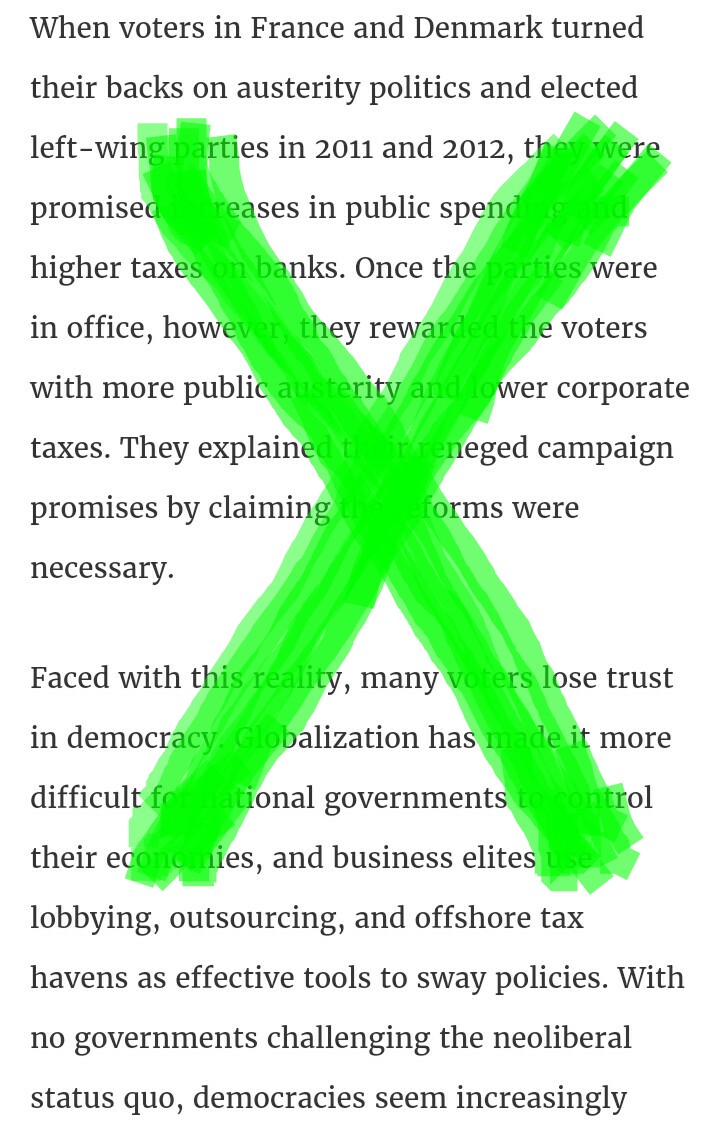 When voters in France and Denmark turned
their backs on austerity politics and elected
left-wing parties in 2011 and 2012, they were
promised increases in public spending and
higher taxes on banks. Once the parties were
in office, however, they rewarded the voters
with more public austerity and lower corporate
taxes. They explained their reneged campaign
promises by claiming the reforms were
necessary.
Faced with this reality, many voters lose trust
in democracy. Globalization has made it more
difficult for national governments to control
their economies, and business elites use
lobbying, outsourcing, and offshore tax
havens as effective tools to sway policies. With
no governments challenging the neoliberal
status quo, democracies seem increasingly